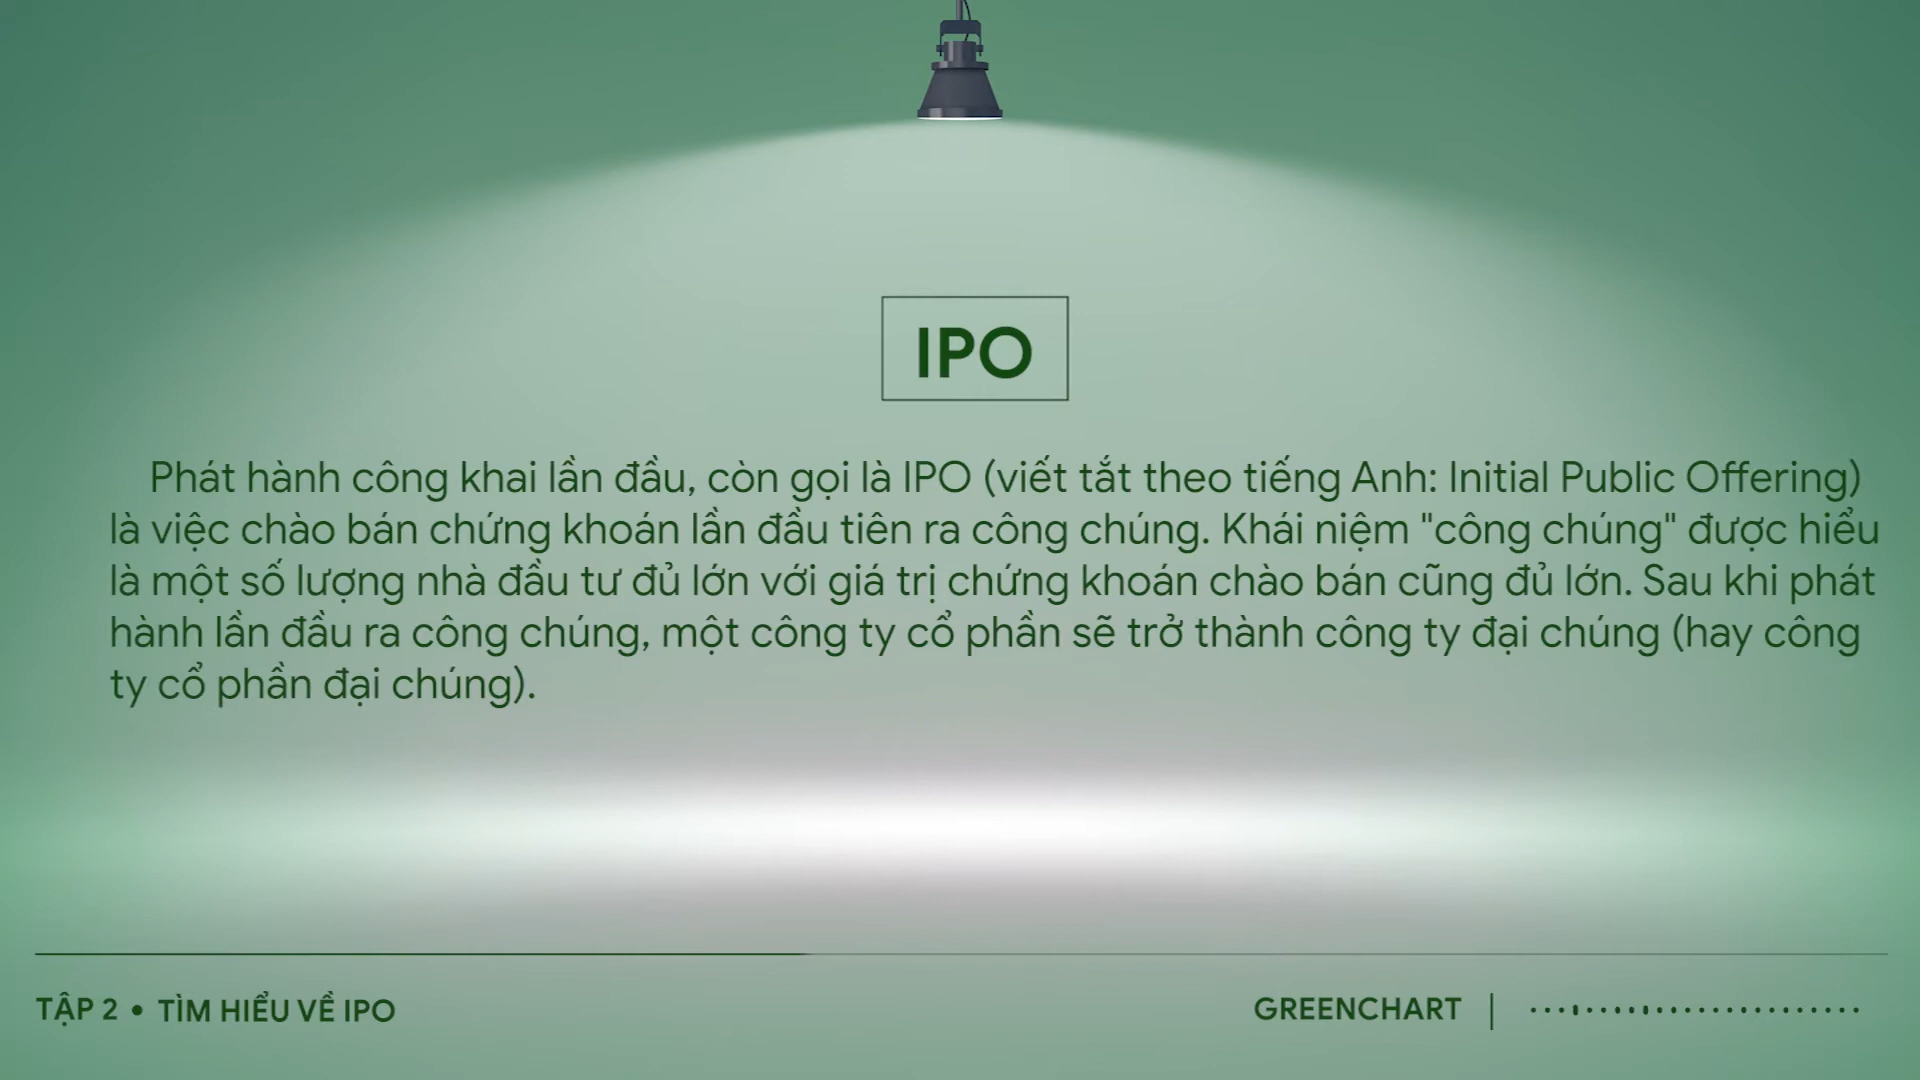 IPO
Phát hành công khai lần đầu, còn gọi là IPO (viết tắt theo tiếng Anh: Initial Public Offering)
là việc chào bán chứng khoán lần đầu tiên ra công chúng. Khái niệm "công chúng" được hiểu
là một số lượng nhà đầu tư đủ lớn với giá trị chứng khoán chào bán cũng đủ lớn. Sau khi phát
hành lần đầu ra công chúng, một công ty cổ phần sẽ trở thành công ty đại chúng (hay công
ty cổ phần đại chúng).
TẬP 2 • TÌM HIỂU VỀ IPO
GREENCHART